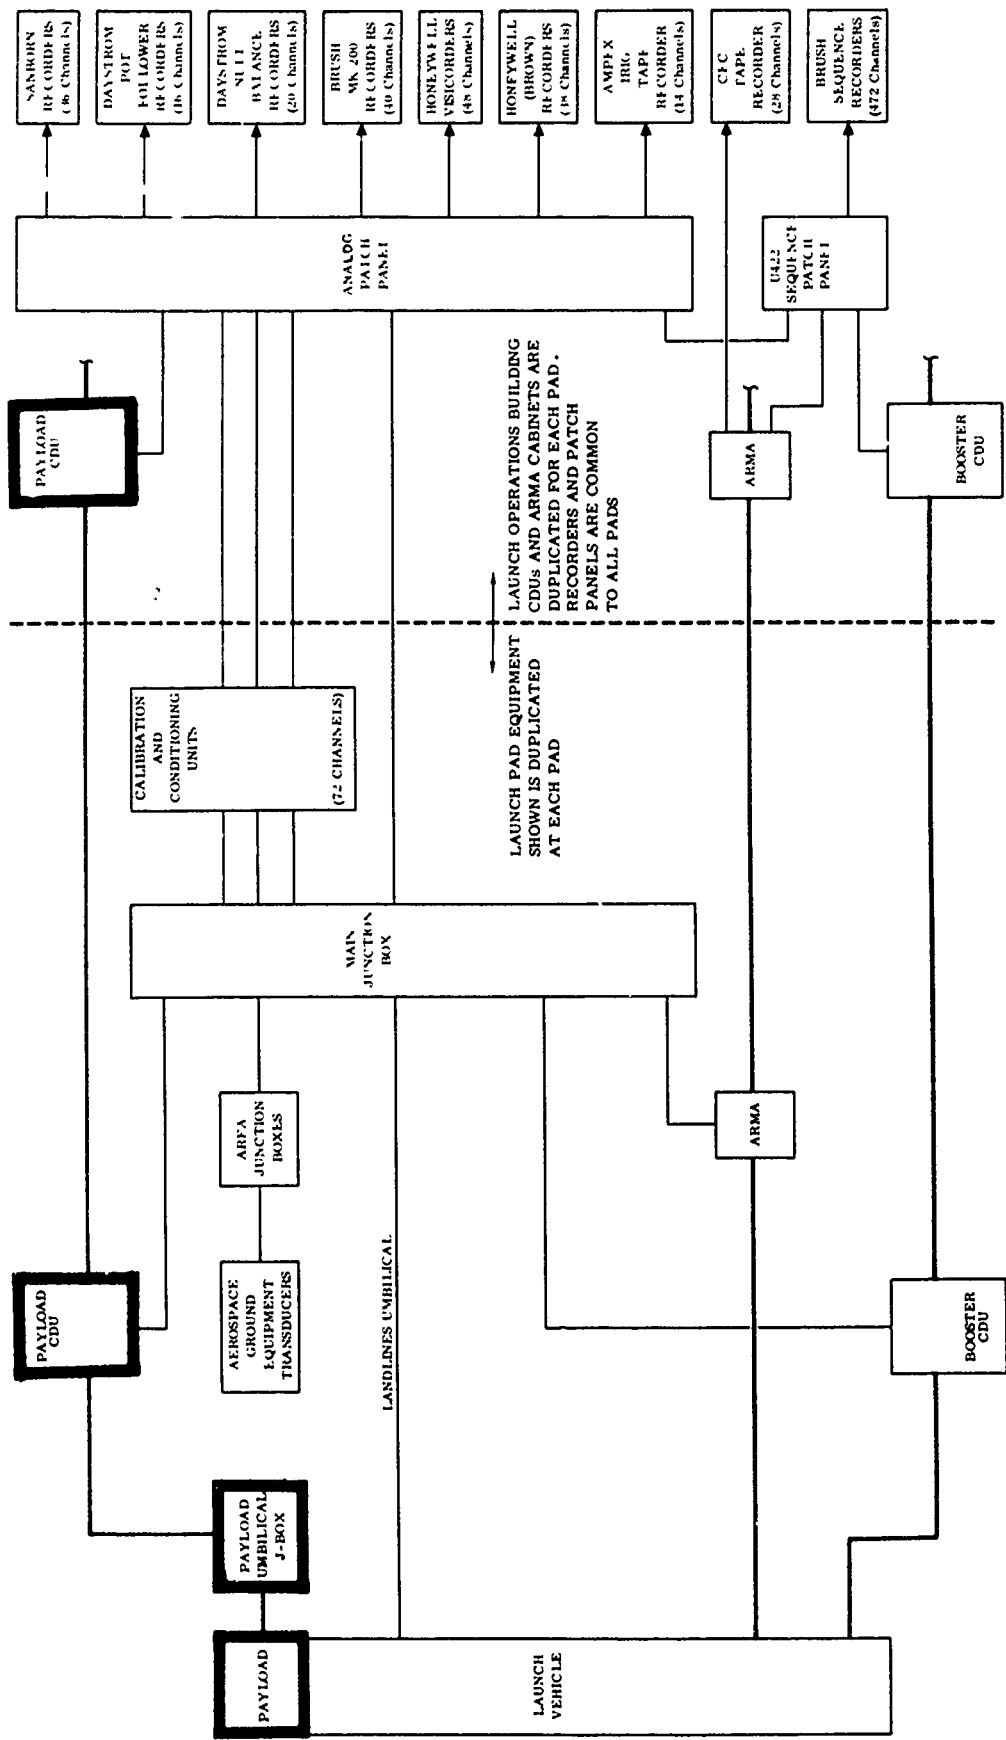 PAYLOAD
LAUNCH
VEHICLE
PAYLOAD
UMBILICAL
J-BOX
PAYLOAD
CDU
AEROSPACE
GROUND
EQUIPMENT
TRANSDUCERS
AREA
JUNCTION
BOXES
LANDLINES UMBILICAL
BOOSTER
CDU
ARMA
MAIN
JUNCTION
BOX
CALIBRATION
AND
CONDITIONING
UNITS
(72 CHANNELS)
LAUNCH PAD EQUIPMENT
SHOWN IS DUPLICATED
AT EACH PAD
LAUNCH OPERATIONS BUILDING
CDUs AND ARMA CABINETS ARE
DUPLICATED FOR EACH PAD.
RECORDERS AND PATCH
PANELS ARE COMMON
TO ALL PADS
PAYLOAD
CDU
ARMA
BOOSTER
CDU
ANALOG
PATCH
PANEL
U422
SEQUENCE
PATCH
PANEL
SANBORN
RECORDERS
Channels)
DAYSTROM
POT
FOLLOWER
RECORDERS
(16 Channels)
DAYSTROM
NULL
BALANCE
RECORDERS
(20 Channels)
BRUSH
MK 200
RECORDERS
(40 Channels)
HONEYWELL
VISICORDERS
(48 Channels)
HONEYWELL
(BROWN)
RECORDERS
Channels)
AMPEX
IRIG
TAPE
RECORDER
(14 Channels)
CEC
TAPE
RECORDER
(28 Channels)
BRUSH
SEQUENCE
RECORDERS
(472 Channels)